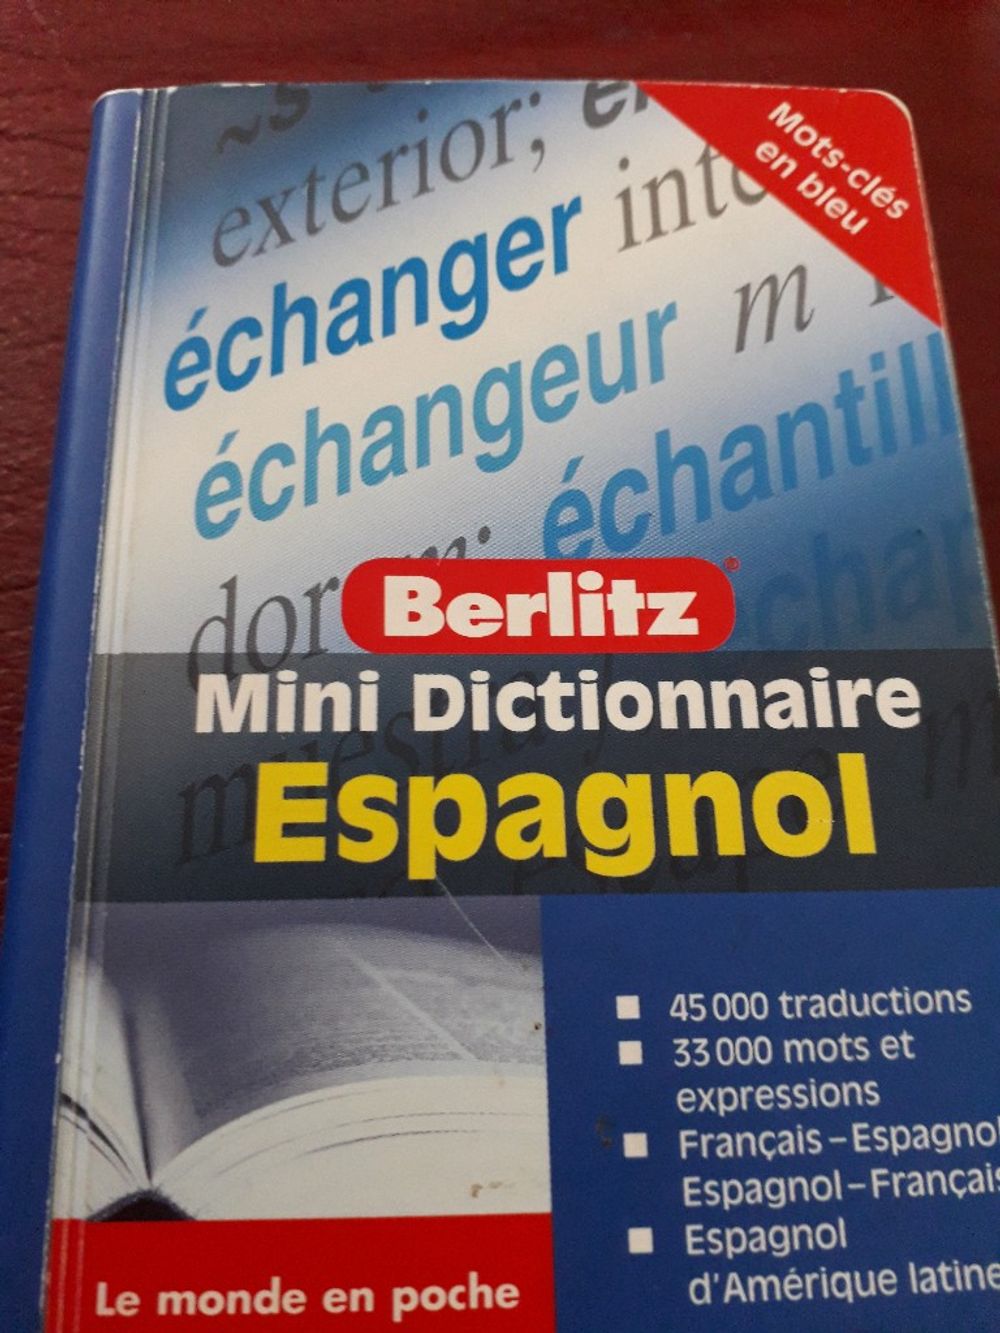 Mots-clés
en bleu
exterior;
échanger
échangeur m
Berlitz®
Mini Dictionnaire
Espagnol
45 000 traductions
33 000 mots et
expressions
Français – Espagnol
Espagnol – Français
Espagnol
d'Amérique latine
Le monde en poche